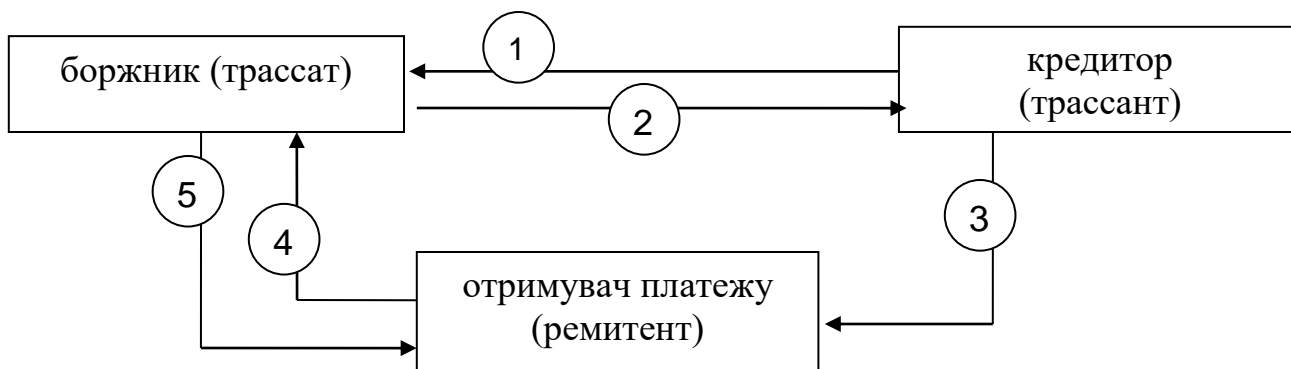 1
боржник (трассат)
кредитор
(трассант)
2
5
4
3
отримувач платежу
(ремитент)